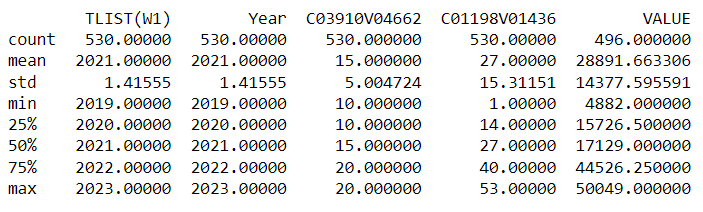 TLIST(W1) Year C03910V04662 C01198V01436 VALUE
count 530.00000 530.00000 530.000000 530.00000 496.000000
mean 2021.00000 2021.00000 15.000000 27.00000 28891.663306
std 1.41555 1.41555 5.004724 15.31151 14377.595591
min 2019.00000 2019.00000 10.000000 1.00000 4882.000000
25% 2020.00000 2020.00000 10.000000 14.00000 15726.500000
50% 2021.00000 2021.00000 15.000000 27.00000 17129.000000
75% 2022.00000 2022.00000 20.000000 40.00000 44526.250000
max 2023.00000 2023.00000 20.000000 53.00000 50049.000000